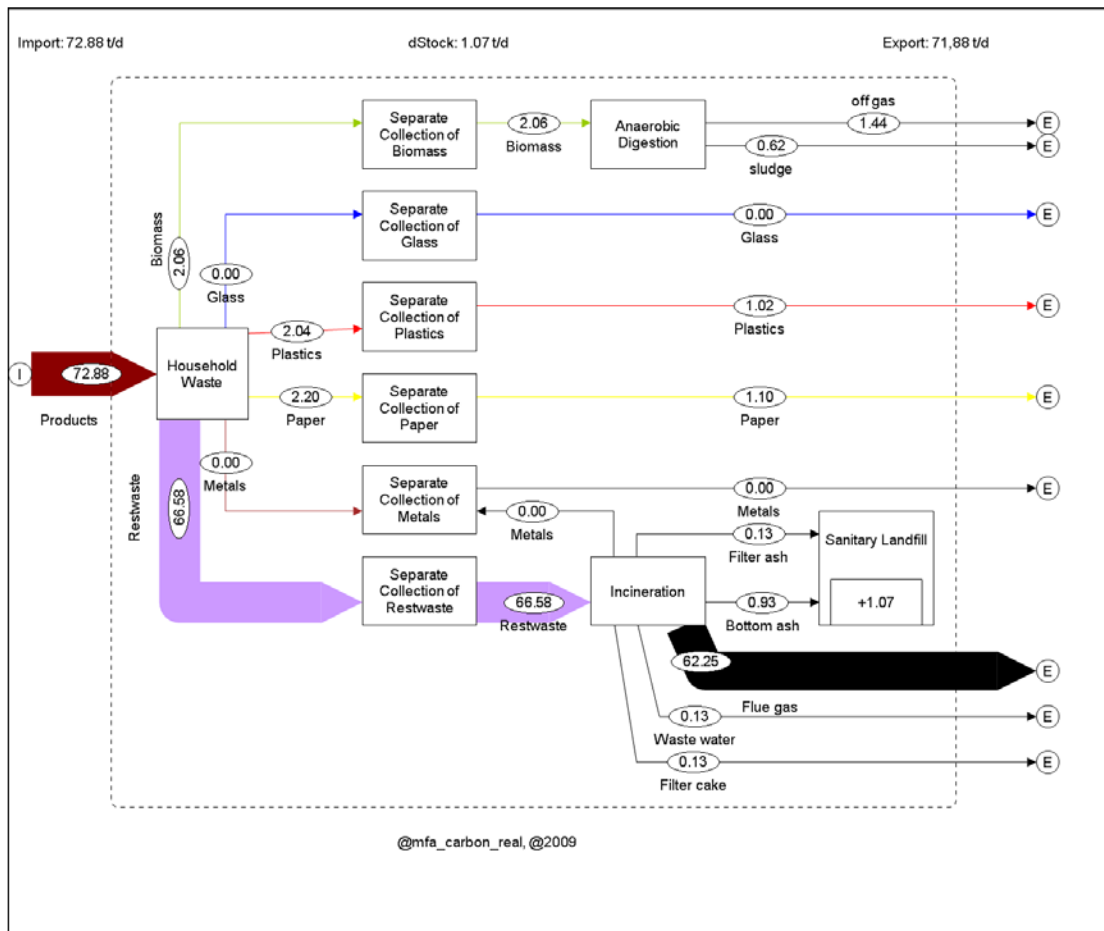 Import: 72.88 t/d
dStock: 1.07 t/d
Export: 71,88 t/d
off gas
1.44
E
Separate
Collection of
Biomass
2.06
Biomass
Anaerobic
Digestion
0.62
sludge
E
Biomass
2.06
Separate
Collection of
Glass
0.00
Glass
E
0.00
Glass
Separate
Collection of
Plastics
1.02
Plastics
E
2.04
Plastics
I
72.88
Products
Household
Waste
2.20
Paper
Separate
Collection of
Paper
1.10
Paper
E
0.00
Metals
Separate
Collection of
Metals
0.00
Metals
E
0.00
Metals
Restwaste
66.58
0.13
Filter ash
Sanitary Landfill
+1.07
Separate
Collection of
Restwaste
66.58
Restwaste
Incineration
0.93
Bottom ash
62.25
Flue gas
E
0.13
Waste water
E
0.13
Filter cake
E
@mfa_carbon_real, @2009